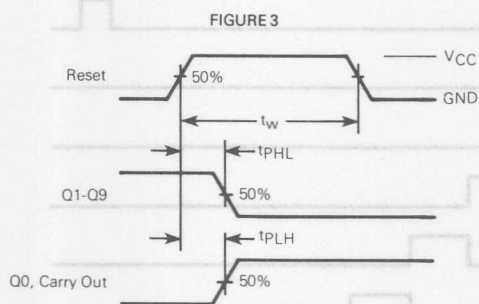 FIGURE 3
VCC
Reset
50%
GND
tw
tPHL
Q1-Q9
50%
tPLH
Q0, Carry Out
50%